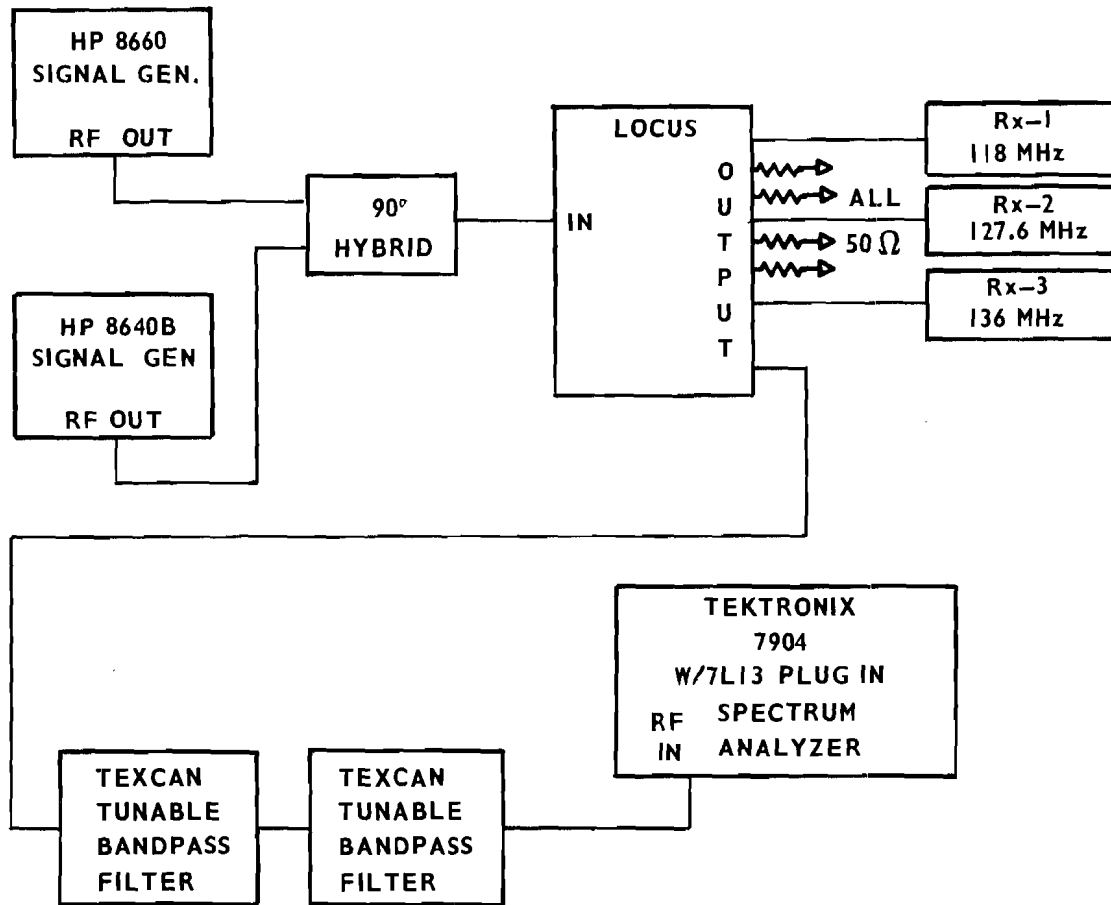 HP 8660
SIGNAL GEN.
RF OUT
HP 8640B
SIGNAL GEN
RF OUT
90°
HYBRID
LOCUS
IN
O
U
T
P
U
T
ALL
50 Ω
Rx-1
118 MHz
Rx-2
127.6 MHz
Rx-3
136 MHz
TEKTRONIX
7904
W/7L13 PLUG IN
RF SPECTRUM
IN ANALYZER
TEXCAN
TUNABLE
BANDPASS
FILTER
TEXCAN
TUNABLE
BANDPASS
FILTER